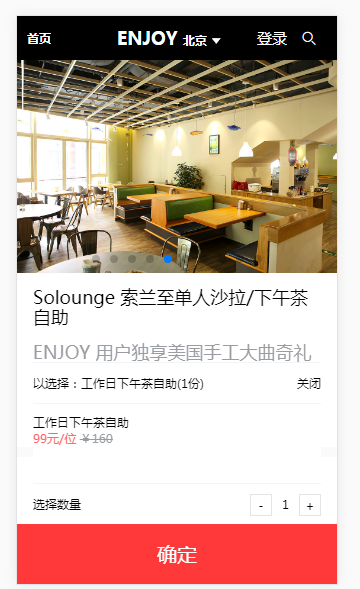 首页 ENJOY 北京 登录
Solounge 索兰至单人沙拉/下午茶
自助
ENJOY 用户独享美国手工大曲奇礼
以选择：工作日下午茶自助(1份) 关闭
工作日下午茶自助
99元/位 ￥160
选择数量 - 1 +
确定